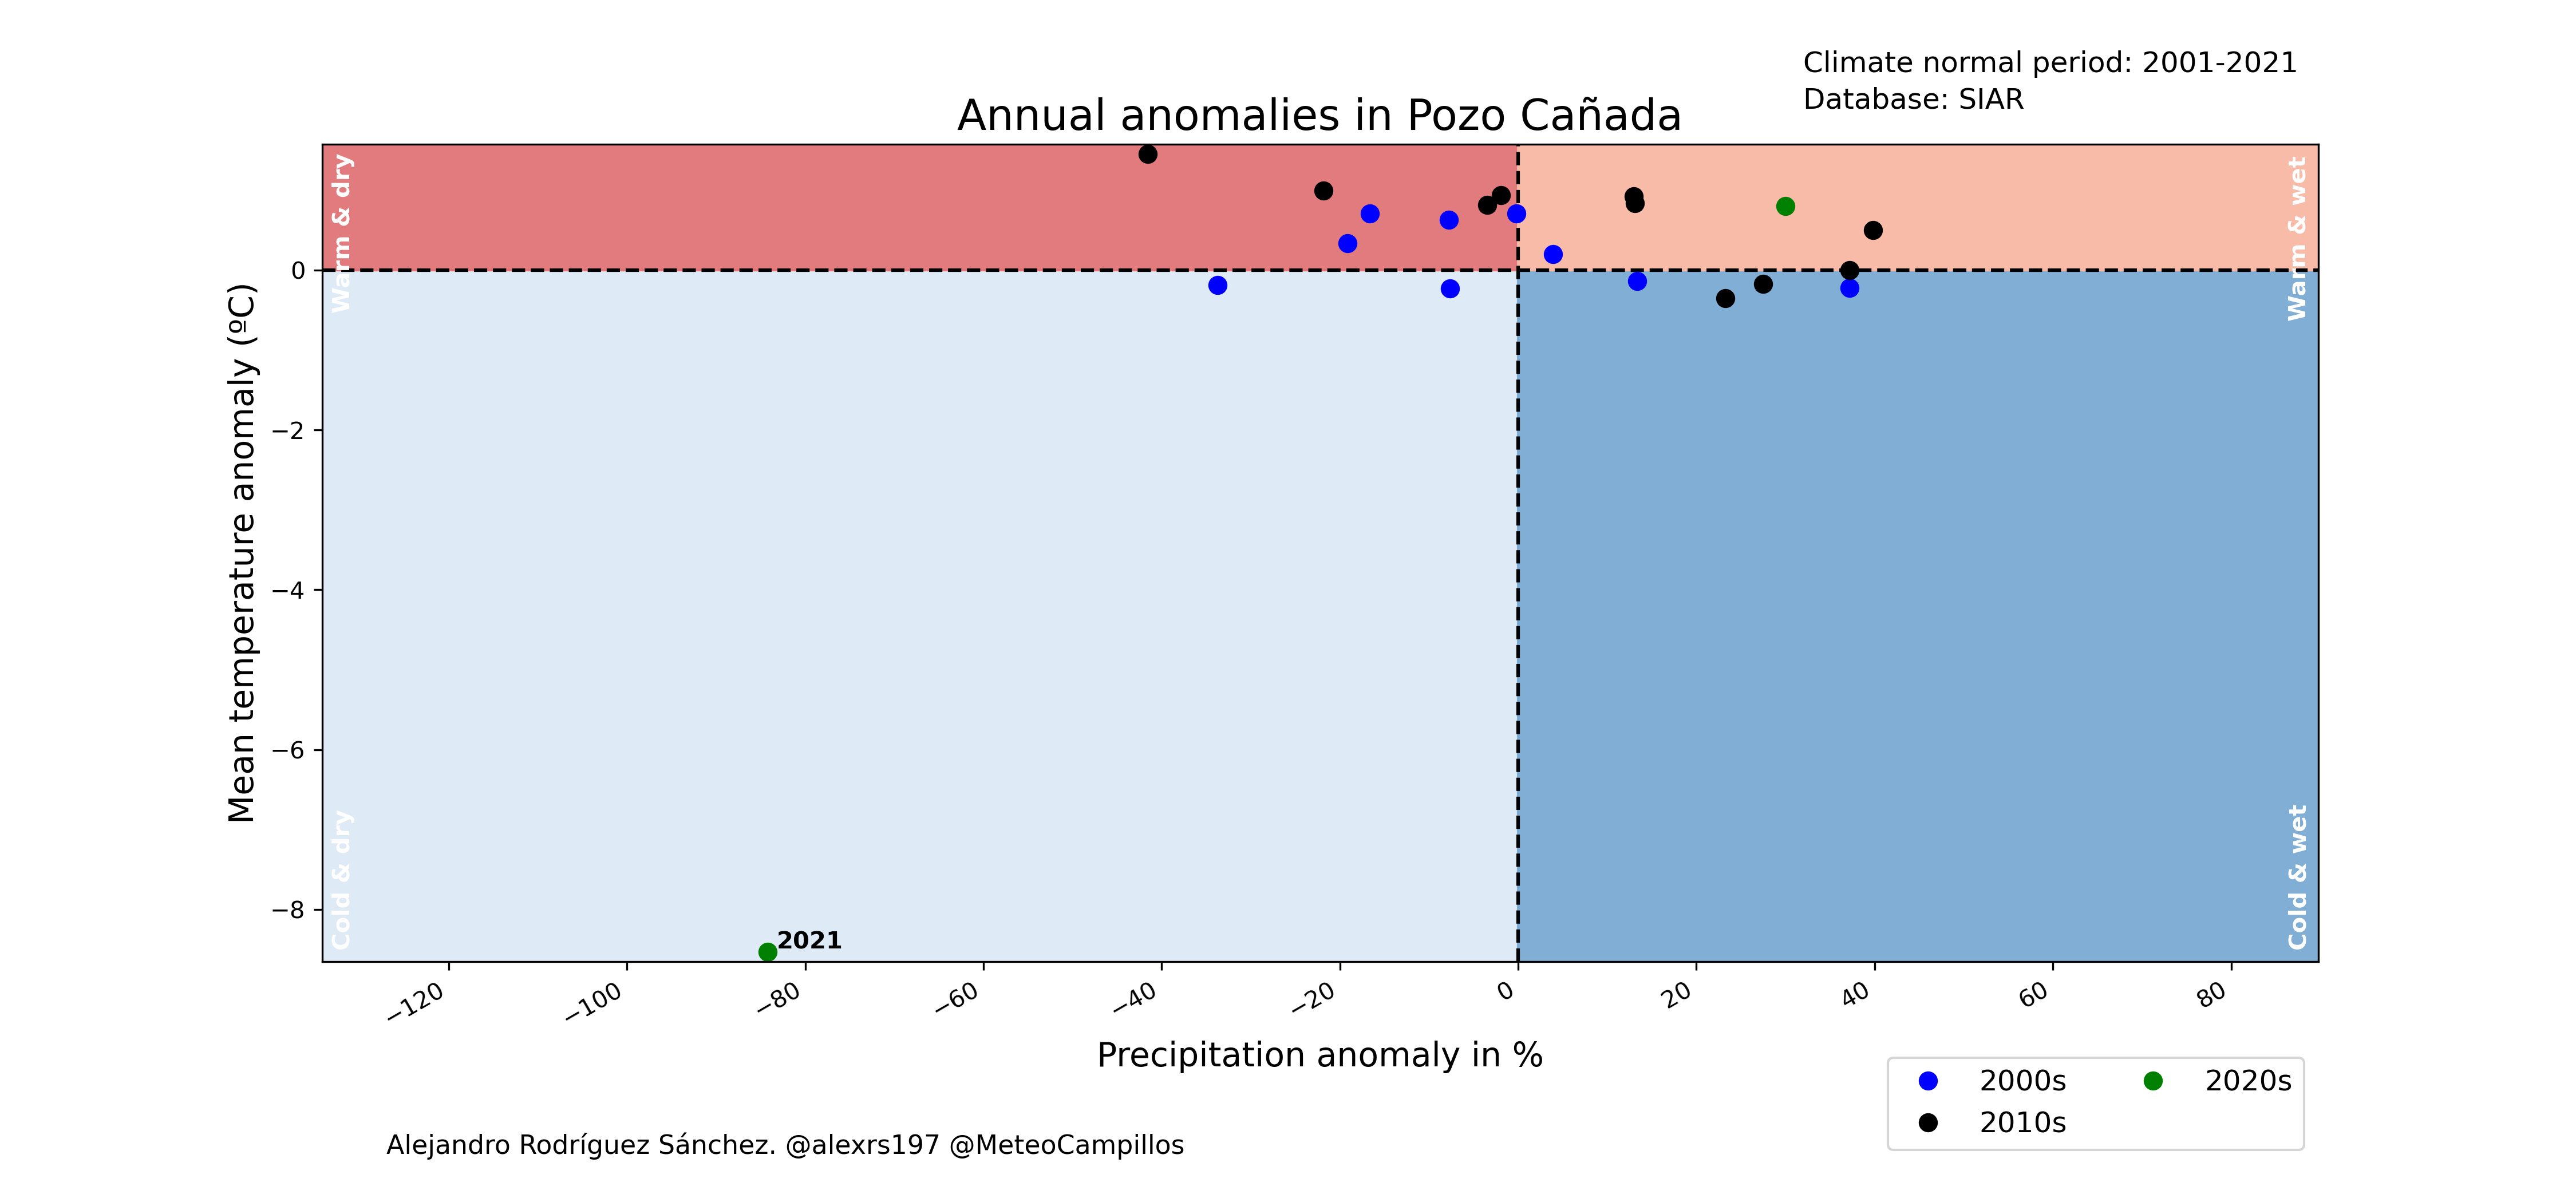 Climate normal period: 2001-2021
Database: SIAR
Annual anomalies in Pozo Cañada
Warm & dry
Warm & wet
Mean temperature anomaly (ºC)
0
−2
−4
−6
−8
Cold & dry
Cold & wet
2021
−120
−100
−80
−60
−40
−20
0
20
40
60
80
Precipitation anomaly in %
2000s
2020s
2010s
Alejandro Rodríguez Sánchez. @alexrs197 @MeteoCampillos